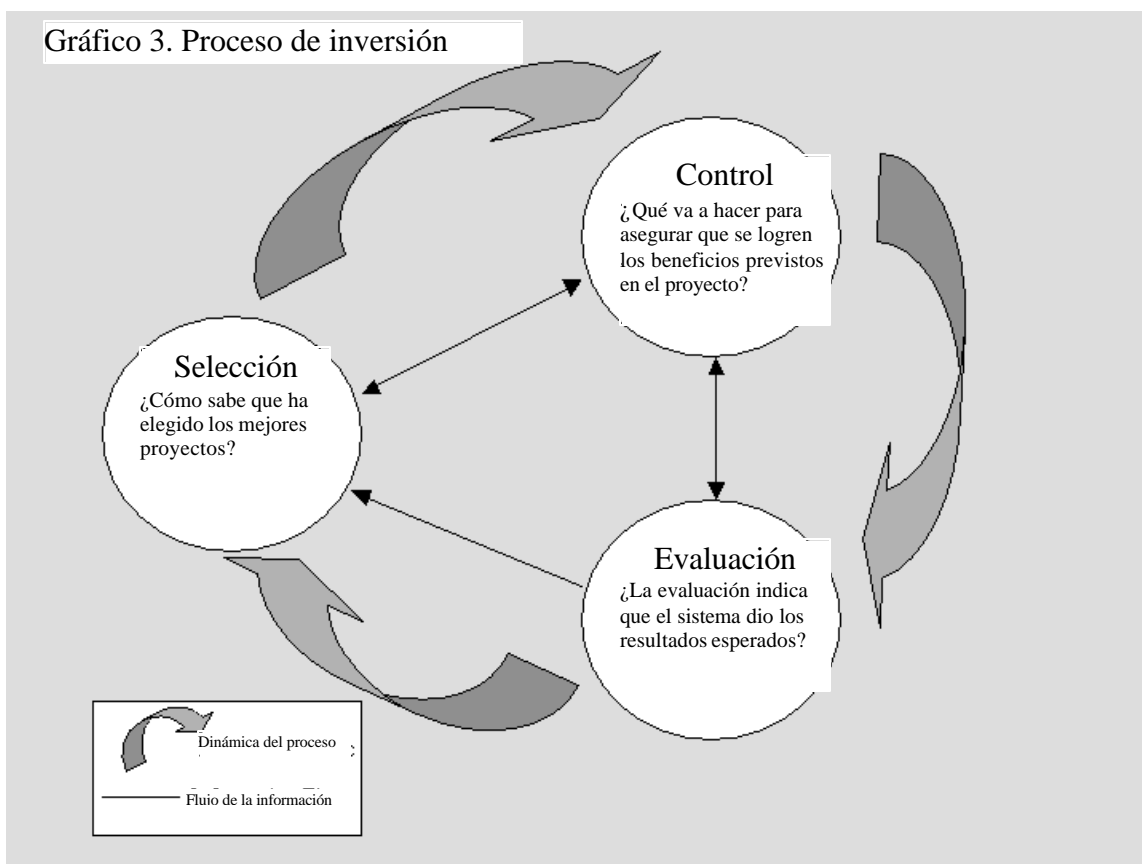 Gráfico 3. Proceso de inversión
Control
¿Qué va a hacer para
asegurar que se logren
los beneficios previstos
en el proyecto?
Selección
¿Cómo sabe que ha
elegido los mejores
proyectos?
Evaluación
¿La evaluación indica
que el sistema dio los
resultados esperados?
Dinámica del proceso
Fluio de la información